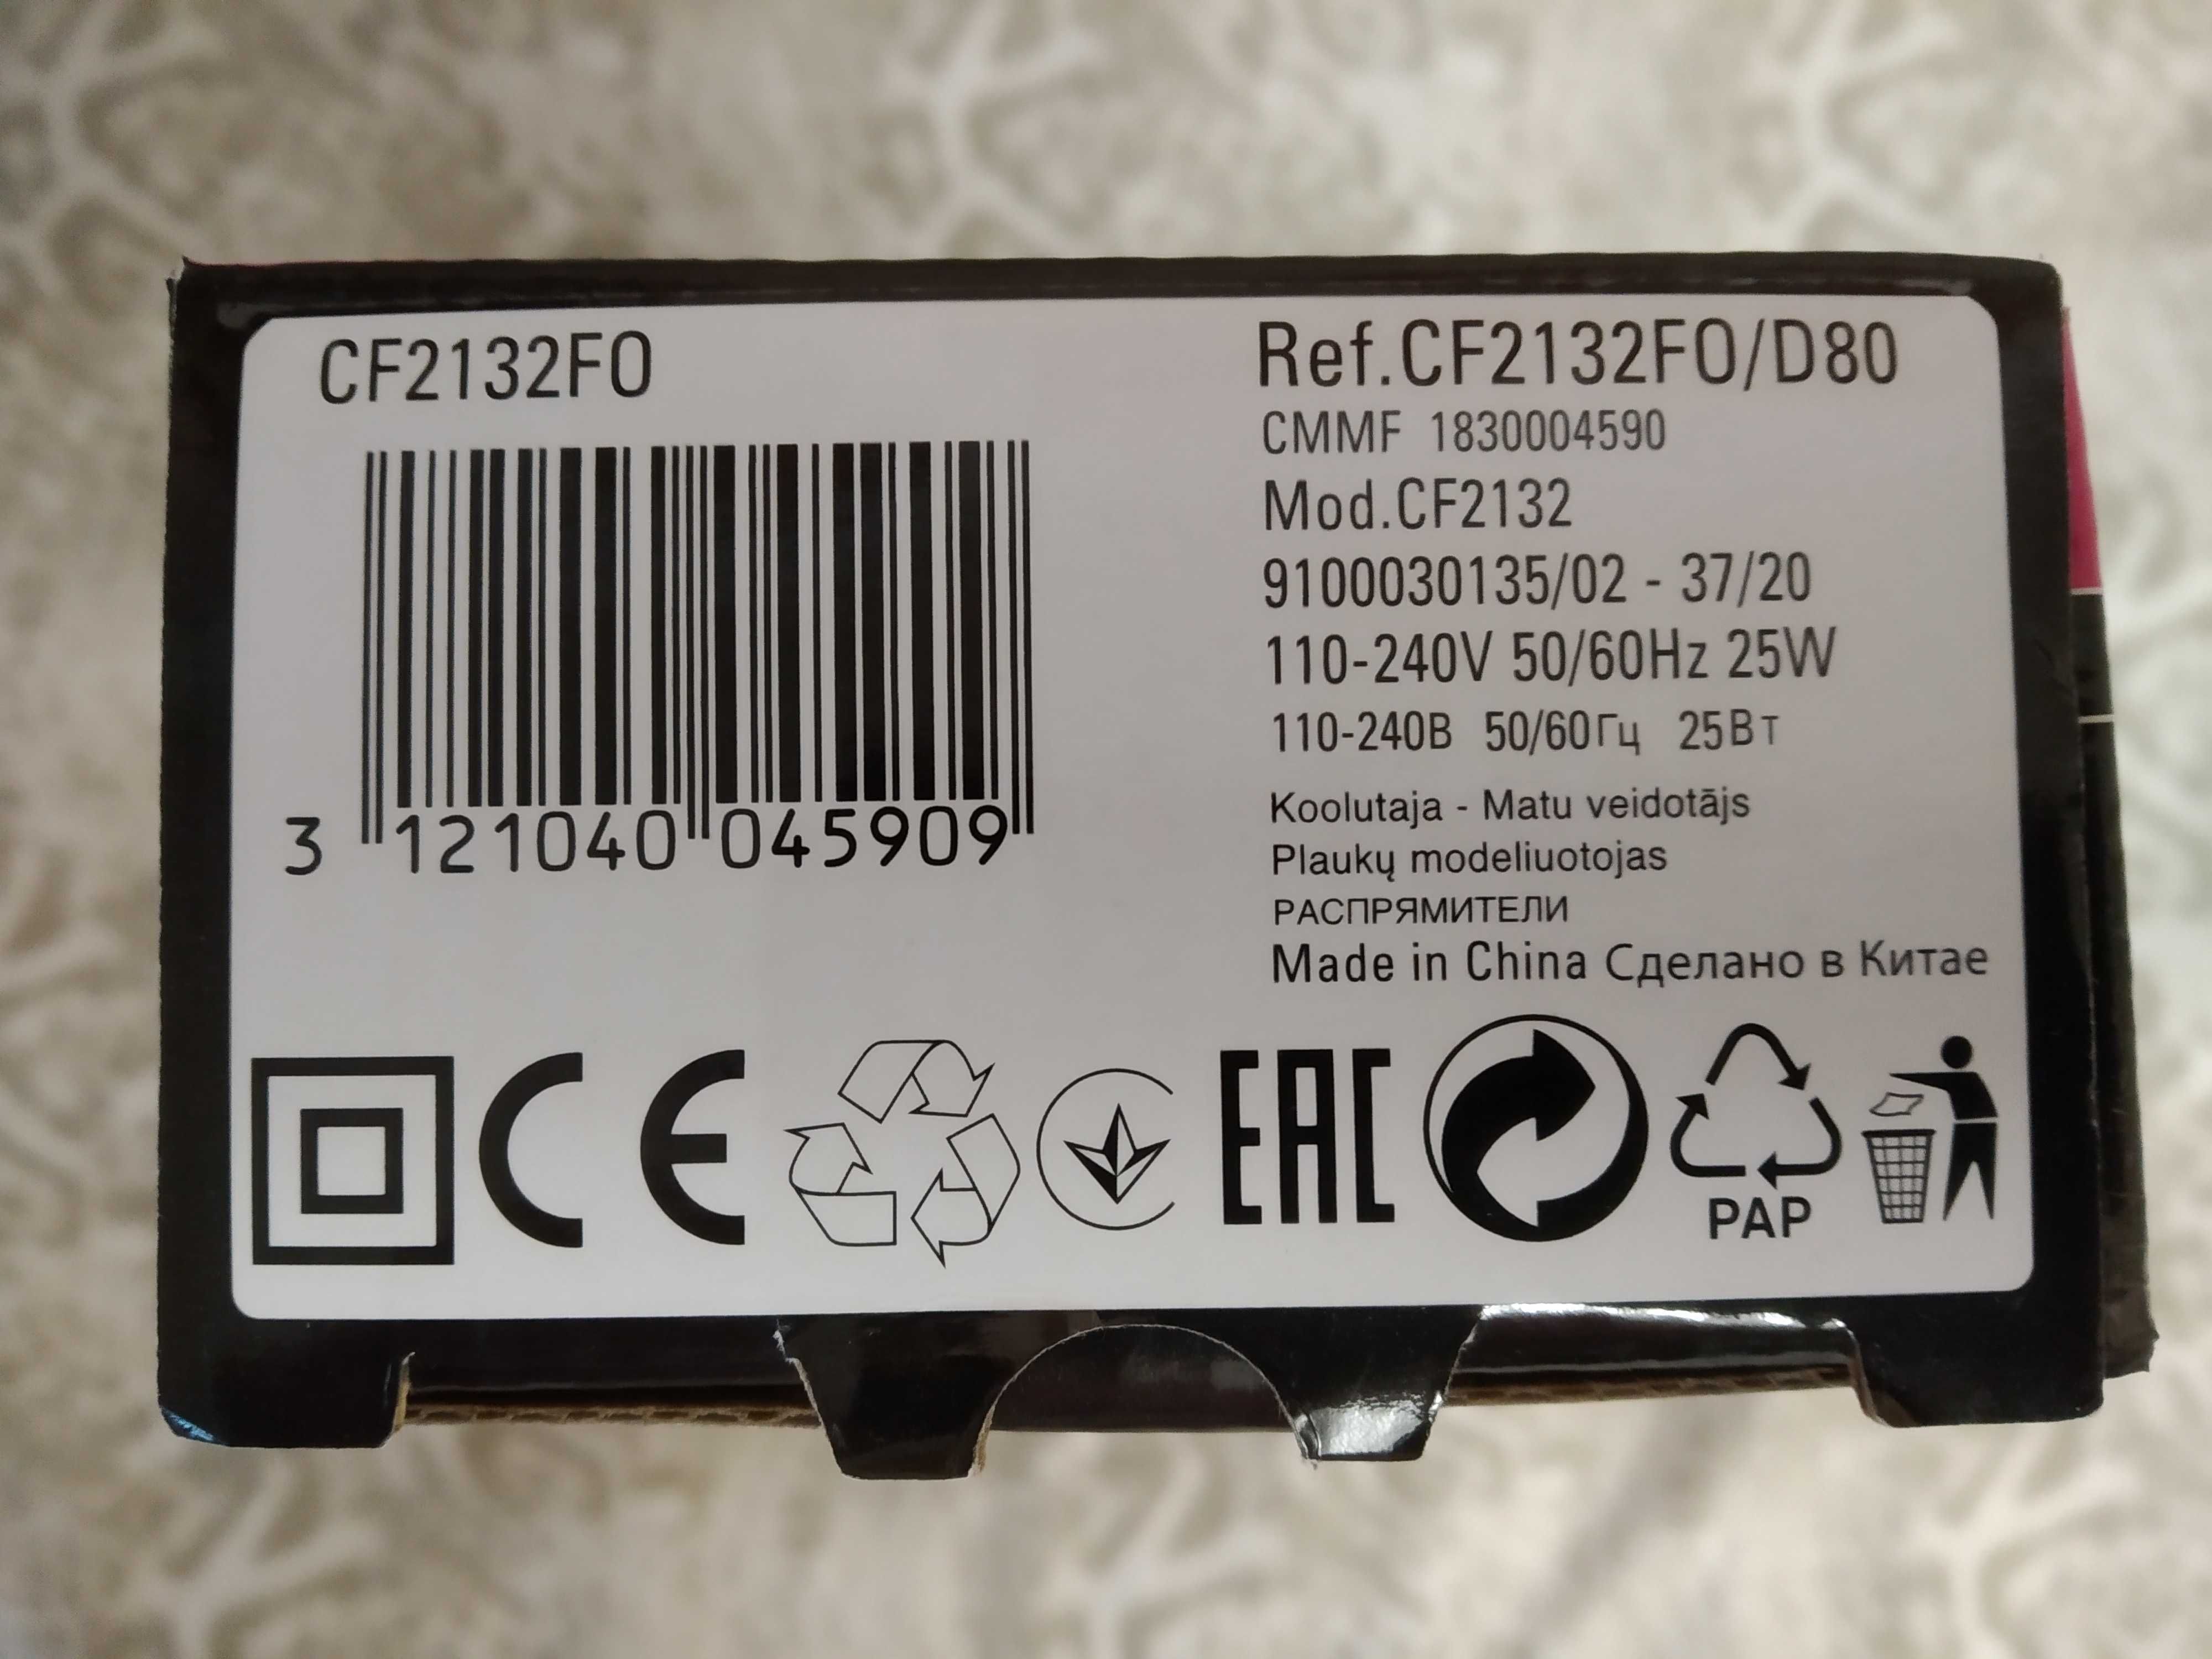 CF2132FO
3 121040 045909
Ref.CF2132FO/D80
CMMF 1830004590
Mod.CF2132
9100030135/02 - 37/20
110-240V 50/60Hz 25W
110-240В 50/60Гц 25Вт
Koolutaja - Matu veidotājs
Plaukų modeliuotojas
РАСПРЯМИТЕЛИ
Made in China Сделано в Китае
CE
EAC
PAP